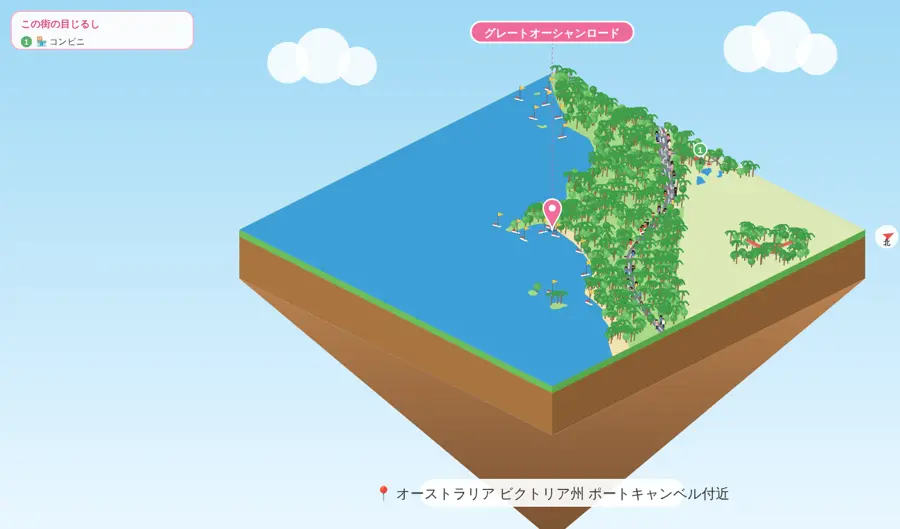 この街の目じるし
1 🏪 コンビニ
グレートオーシャンロード
1
北
📍 オーストラリア ビクトリア州 ポートキャンベル付近